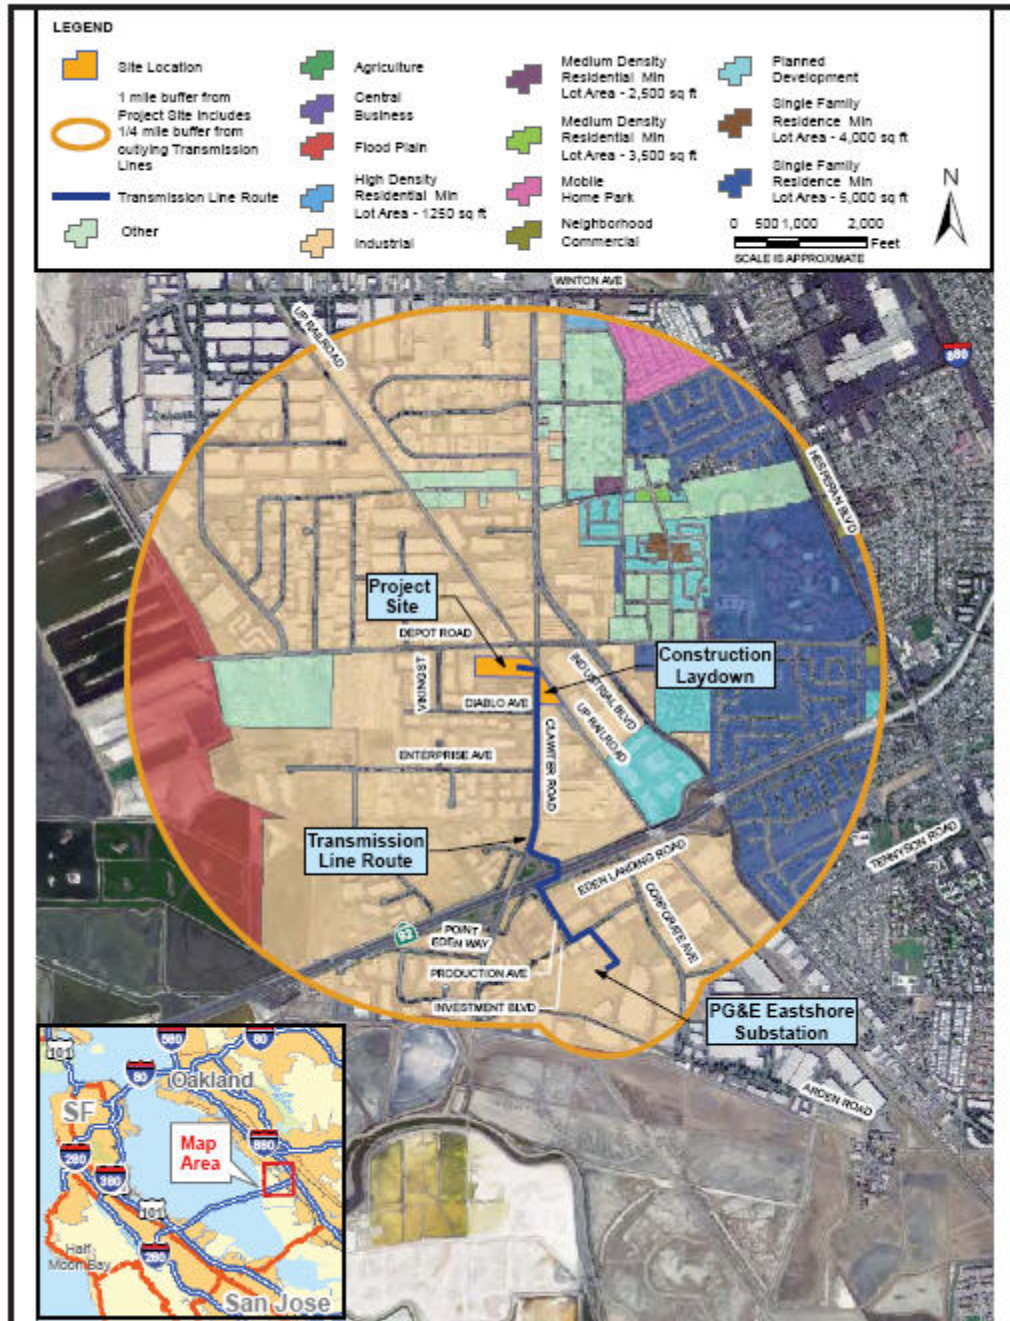 LEGEND
Site Location
1 mile buffer from
Project Site Includes
1/4 mile buffer from
outlying Transmission
Lines
Transmission Line Route
Other
Agriculture
Central
Business
Flood Plain
High Density
Residential Min
Lot Area - 1250 sq ft
Industrial
Medium Density
Residential Min
Lot Area - 2,500 sq ft
Medium Density
Residential Min
Lot Area - 3,500 sq ft
Mobile
Home Park
Neighborhood
Commercial
Planned
Development
Single Family
Residence Min
Lot Area - 4,000 sq ft
Single Family
Residence Min
Lot Area - 5,000 sq ft
N
0 500 1,000 2,000
Feet
SCALE IS APPROXIMATE
WINTON AVE
UP RAILROAD
880
HESPERIAN BLVD
Project
Site
DEPOT ROAD
VIKING ST
DIABLO AVE
Construction
Laydown
INDUSTRIAL BLVD
UP RAILROAD
CLAWITER ROAD
ENTERPRISE AVE
Transmission
Line Route
EDEN LANDING ROAD
TENNYSON ROAD
CORPORATE AVE
92
POINT
EDEN WAY
PRODUCTION AVE
INVESTMENT BLVD
PG&E Eastshore
Substation
ARDEN ROAD
101
80
80
Oakland
SF
Map
Area
880
280
380
101
280
Half
Moon Bay
San Jose